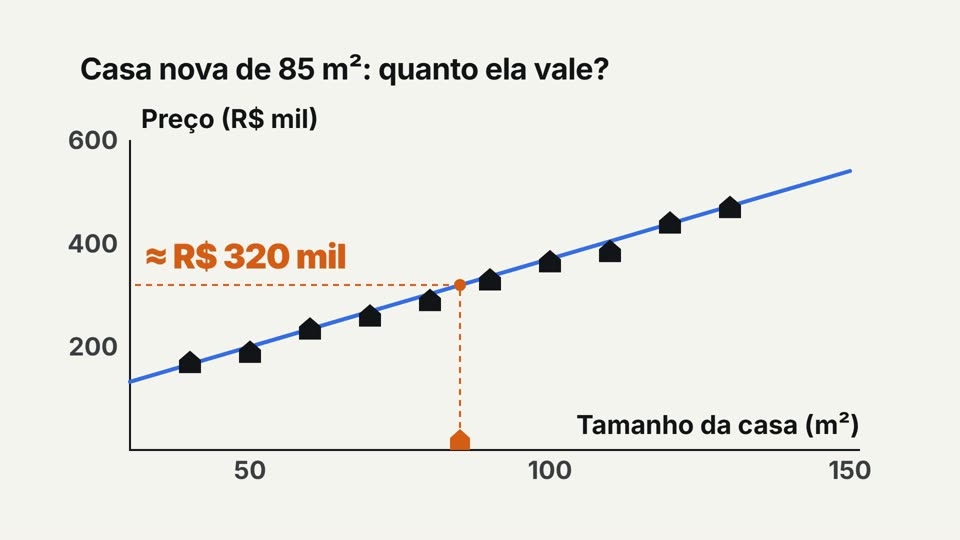 Casa nova de 85 m²: quanto ela vale?
Preço (R$ mil)
600
400
≈ R$ 320 mil
200
Tamanho da casa (m²)
50
100
150